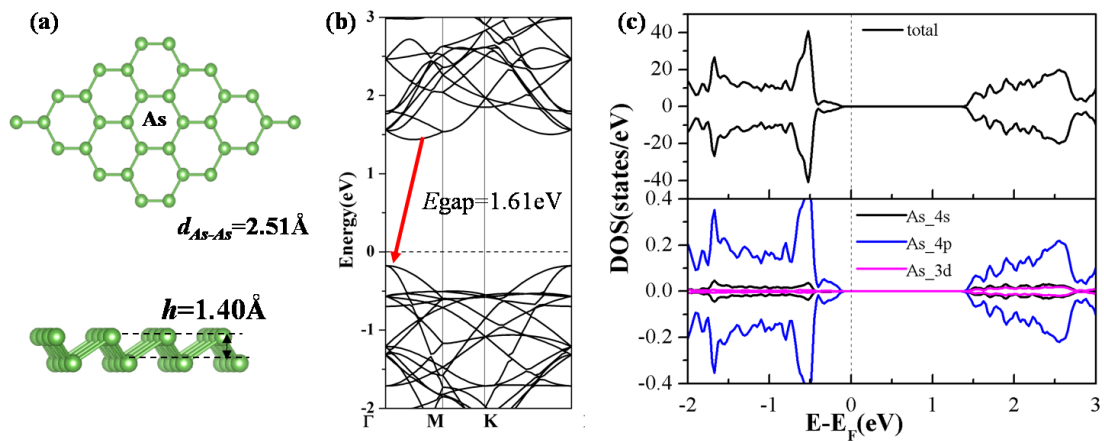 (a)
As
d_As-As=2.51Å
h=1.40Å
(b)
Energy(eV)
3
2
1
0
-1
-2
Egap=1.61eV
Γ M K
(c)
DOS(states/eV)
40
20
0
-20
-40
total
0.4
0.2
0.0
-0.2
-0.4
As_4s
As_4p
As_3d
-2 -1 0 1 2 3
E-E_F(eV)